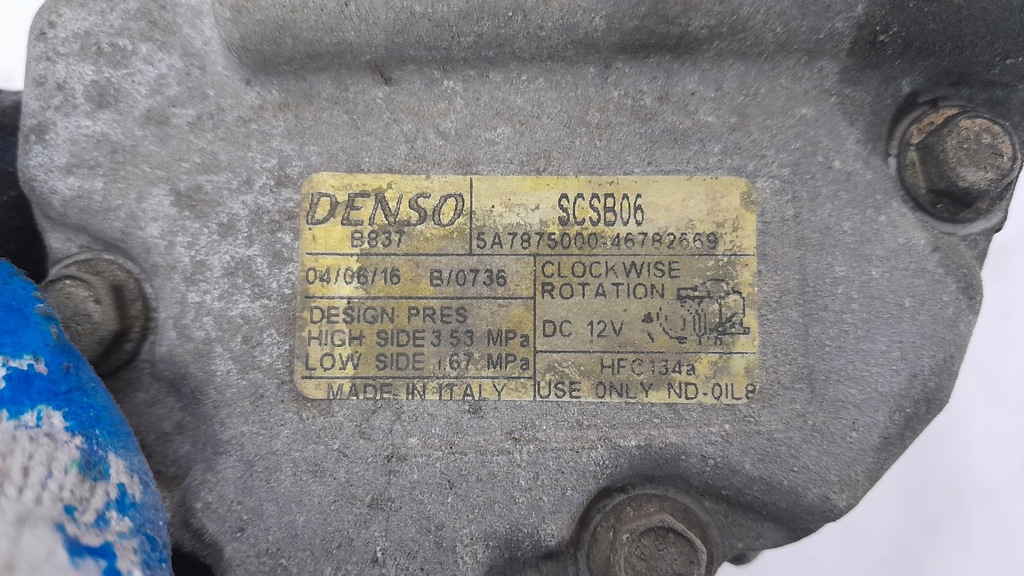 DENSO
B837
SCSB06
5A7875000 46782669
04/06/16 B/0736
CLOCKWISE
ROTATION
DC 12V
DESIGN PRES
HIGH SIDE 3.53 MPa
LOW SIDE 1.67 MPa
HFC134a
MADE IN ITALY
USE ONLY ND-OIL8